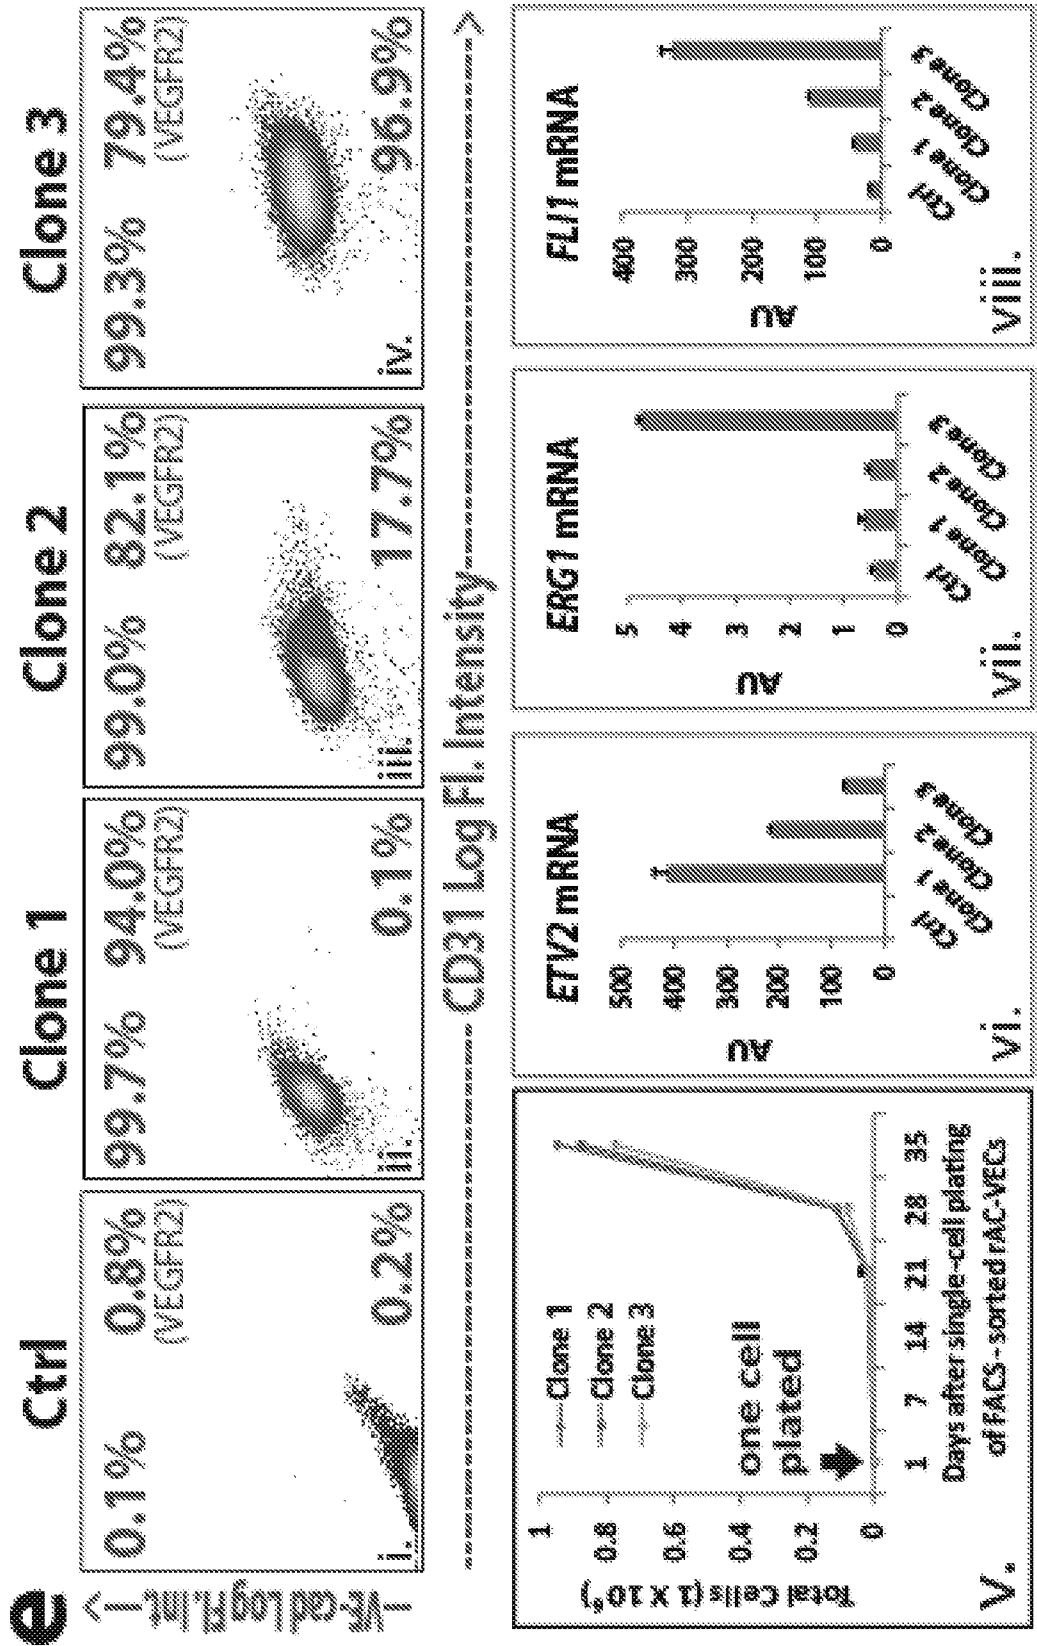 e
Ctrl
Clone 1
Clone 2
Clone 3
—VE-cad Log Fl. Int.—>
0.1%
0.8%
(VEGFR2)
0.2%
i.
99.7%
94.0%
(VEGFR2)
0.1%
ii.
99.0%
82.1%
(VEGFR2)
17.7%
iii.
99.3%
79.4%
(VEGFR2)
96.9%
iv.
CD31 Log Fl. Intensity
Clone 1
Clone 2
Clone 3
one cell
plated
1
0.8
0.6
0.4
0.2
0
1
7
14
21
28
35
Days after single-cell plating
of FACS - sorted rAC-VECs
v.
ETV2 mRNA
AU
500
400
300
200
100
0
Ctrl
Clone 1
Clone 2
Clone 3
vi.
ERG1 mRNA
AU
5
4
3
2
1
0
Ctrl
Clone 1
Clone 2
Clone 3
vii.
FLI1 mRNA
AU
400
300
200
100
0
Ctrl
Clone 1
Clone 2
Clone 3
viii.